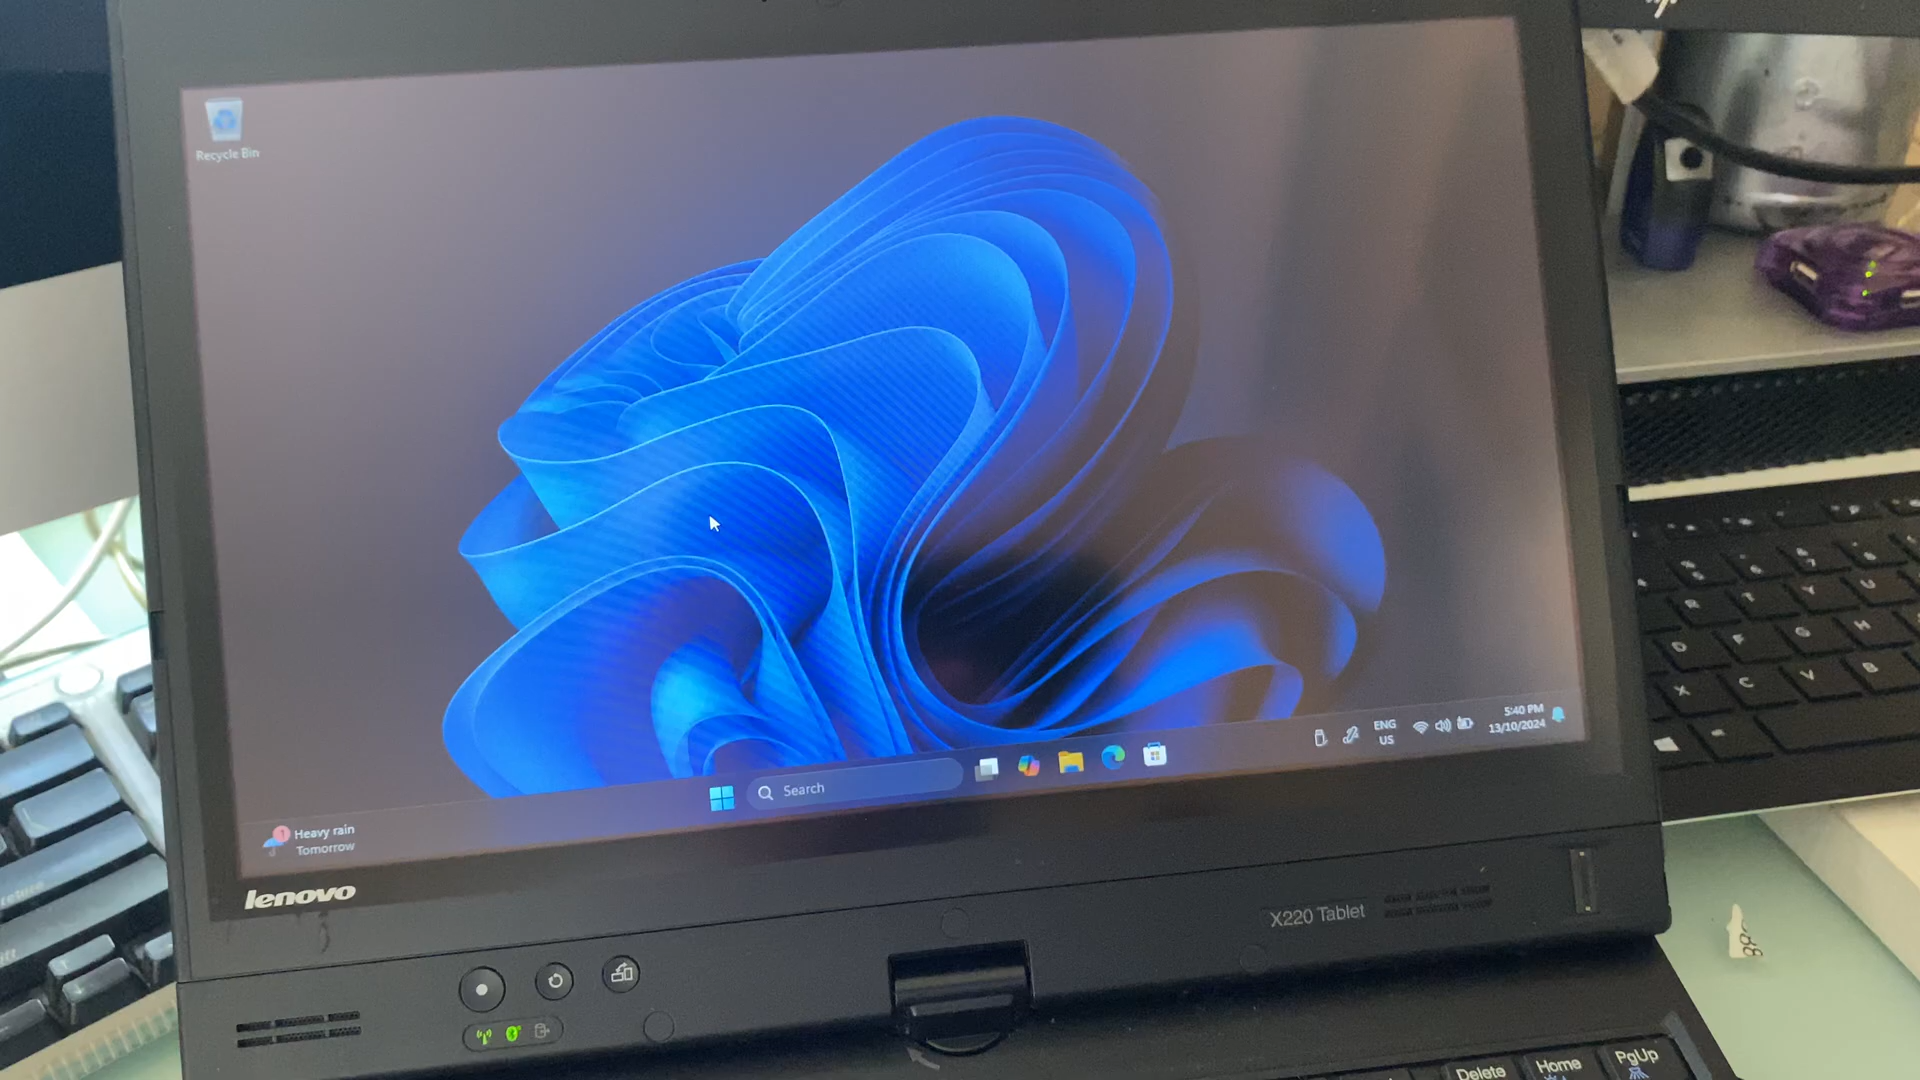 Recycle Bin
ENG
US
5:40 PM
13/10/2024
Search
1
Heavy rain
Tomorrow
lenovo
X220 Tablet
Delete
Home
PgUp
R
T
Y
U
D
F
G
H
X
C
V
B